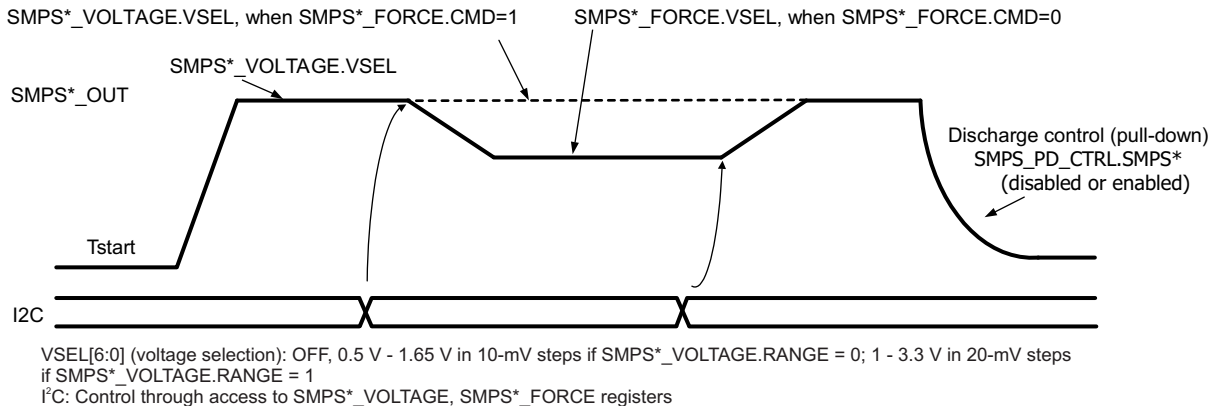 SMPS*_VOLTAGE.VSEL, when SMPS*_FORCE.CMD=1
SMPS*_FORCE.VSEL, when SMPS*_FORCE.CMD=0
SMPS*_VOLTAGE.VSEL
SMPS*_OUT
Discharge control (pull-down)
SMPS_PD_CTRL.SMPS*
(disabled or enabled)
Tstart
I2C
VSEL[6:0] (voltage selection): OFF, 0.5 V - 1.65 V in 10-mV steps if SMPS*_VOLTAGE.RANGE = 0; 1 - 3.3 V in 20-mV steps
if SMPS*_VOLTAGE.RANGE = 1
I²C: Control through access to SMPS*_VOLTAGE, SMPS*_FORCE registers